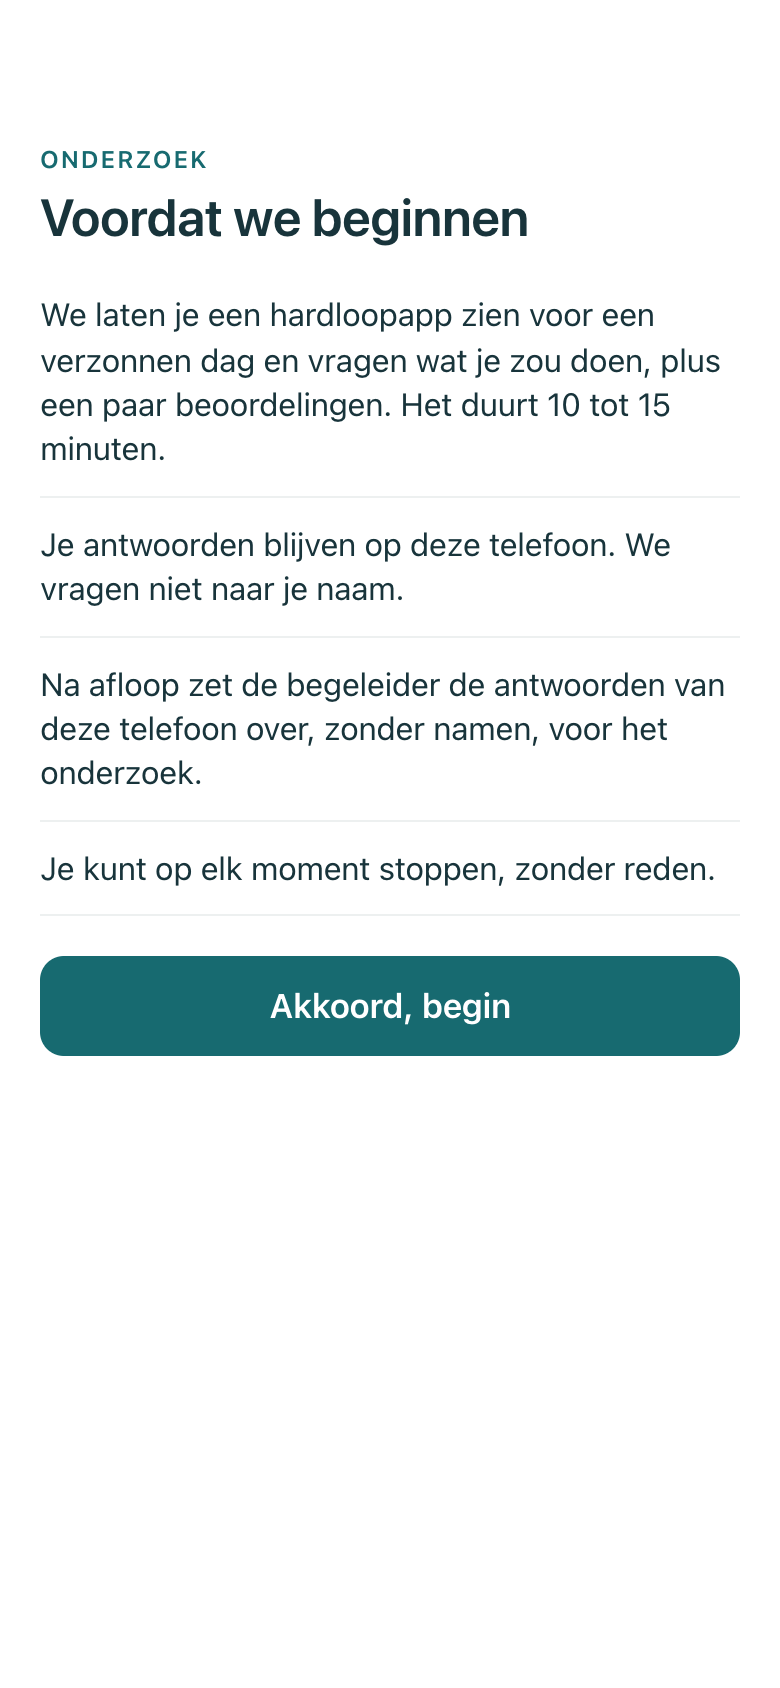 ONDERZOEK
Voordat we beginnen
We laten je een hardloopapp zien voor een
verzonnen dag en vragen wat je zou doen, plus
een paar beoordelingen. Het duurt 10 tot 15
minuten.
Je antwoorden blijven op deze telefoon. We
vragen niet naar je naam.
Na afloop zet de begeleider de antwoorden van
deze telefoon over, zonder namen, voor het
onderzoek.
Je kunt op elk moment stoppen, zonder reden.
Akkoord, begin